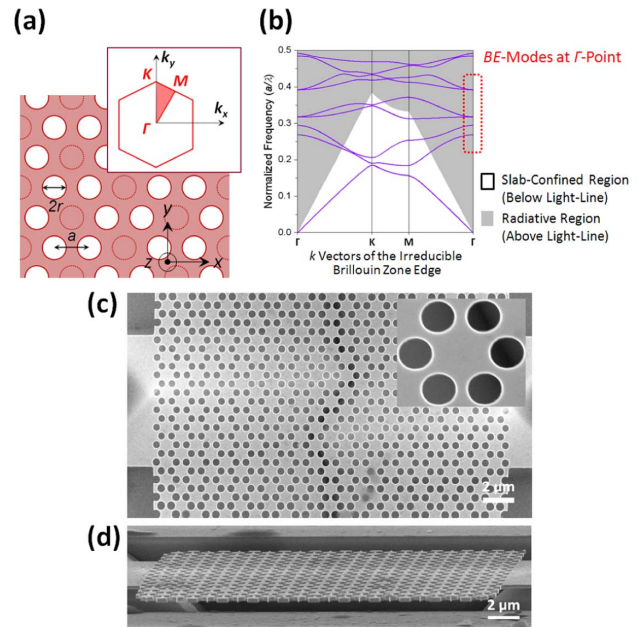 (a)
k_y
K
M
Γ
k_x
2r
a
y
z
x
(b)
BE-Modes at Γ-Point
Normalized Frequency (a/λ)
0.5
0.4
0.3
0.2
0.1
0.0
Γ K M Γ
k Vectors of the Irreducible
Brillouin Zone Edge
Slab-Confined Region
(Below Light-Line)
Radiative Region
(Above Light-Line)
(c)
2 μm
(d)
2 μm